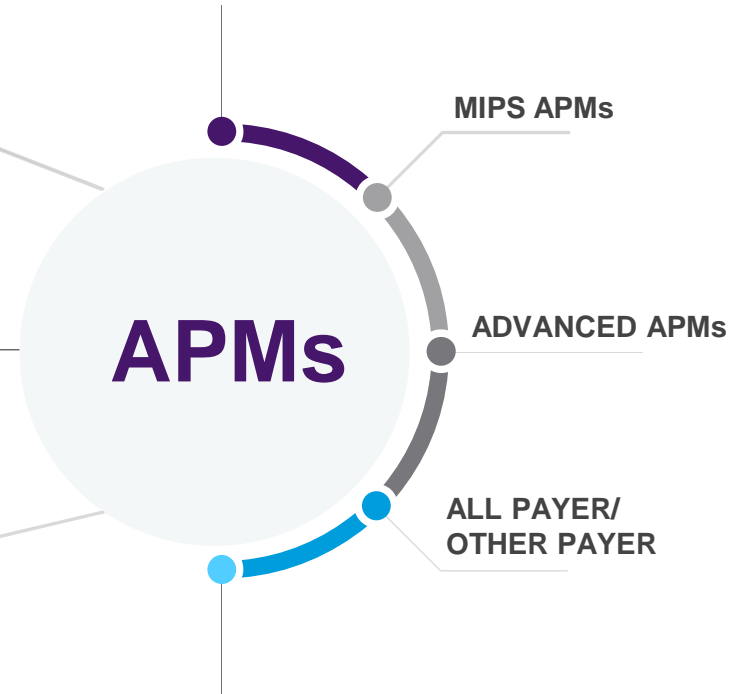 MIPS APMs
APMs
ADVANCED APMs
ALL PAYER/
OTHER PAYER